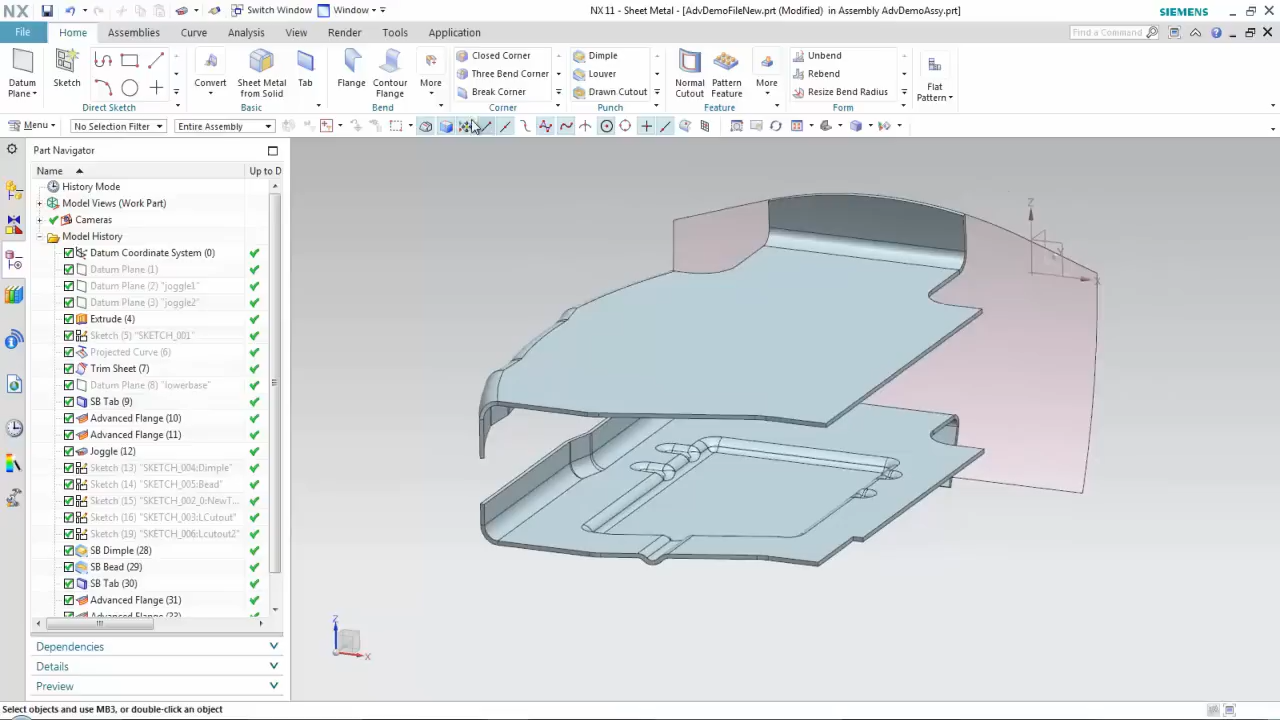 NX
Switch Window
Window
NX 11 - Sheet Metal - [AdvDemoFileNew.prt (Modified) in Assembly AdvDemoAssy.prt]
SIEMENS
File
Home
Assemblies
Curve
Analysis
View
Render
Tools
Application
Find a Command
Datum
Plane
Sketch
Direct Sketch
Convert
Sheet Metal
from Solid
Tab
Basic
Flange
Contour
Flange
More
Bend
Closed Corner
Three Bend Corner
Break Corner
Corner
Dimple
Louver
Drawn Cutout
Punch
Normal
Cutout
Pattern
Feature
More
Feature
Unbend
Rebend
Resize Bend Radius
Form
Flat
Pattern
Menu
No Selection Filter
Entire Assembly
Part Navigator
Name
Up to D
History Mode
Model Views (Work Part)
Cameras
Model History
Datum Coordinate System (0)
Datum Plane (1)
Datum Plane (2) "joggle1"
Datum Plane (3) "joggle2"
Extrude (4)
Sketch (5) "SKETCH_001"
Projected Curve (6)
Trim Sheet (7)
Datum Plane (8) "lowerbase"
SB Tab (9)
Advanced Flange (10)
Advanced Flange (11)
Joggle (12)
Sketch (13) "SKETCH_004:Dimple"
Sketch (14) "SKETCH_005:Bead"
Sketch (15) "SKETCH_002_0:NewT...
Sketch (16) "SKETCH_003:LCutout"
Sketch (19) "SKETCH_006:Lcutout2"
SB Dimple (28)
SB Bead (29)
SB Tab (30)
Advanced Flange (31)
Advanced Flange (33)
Dependencies
Details
Preview
Z
Y
X
Z
X
Select objects and use MB3, or double-click an object